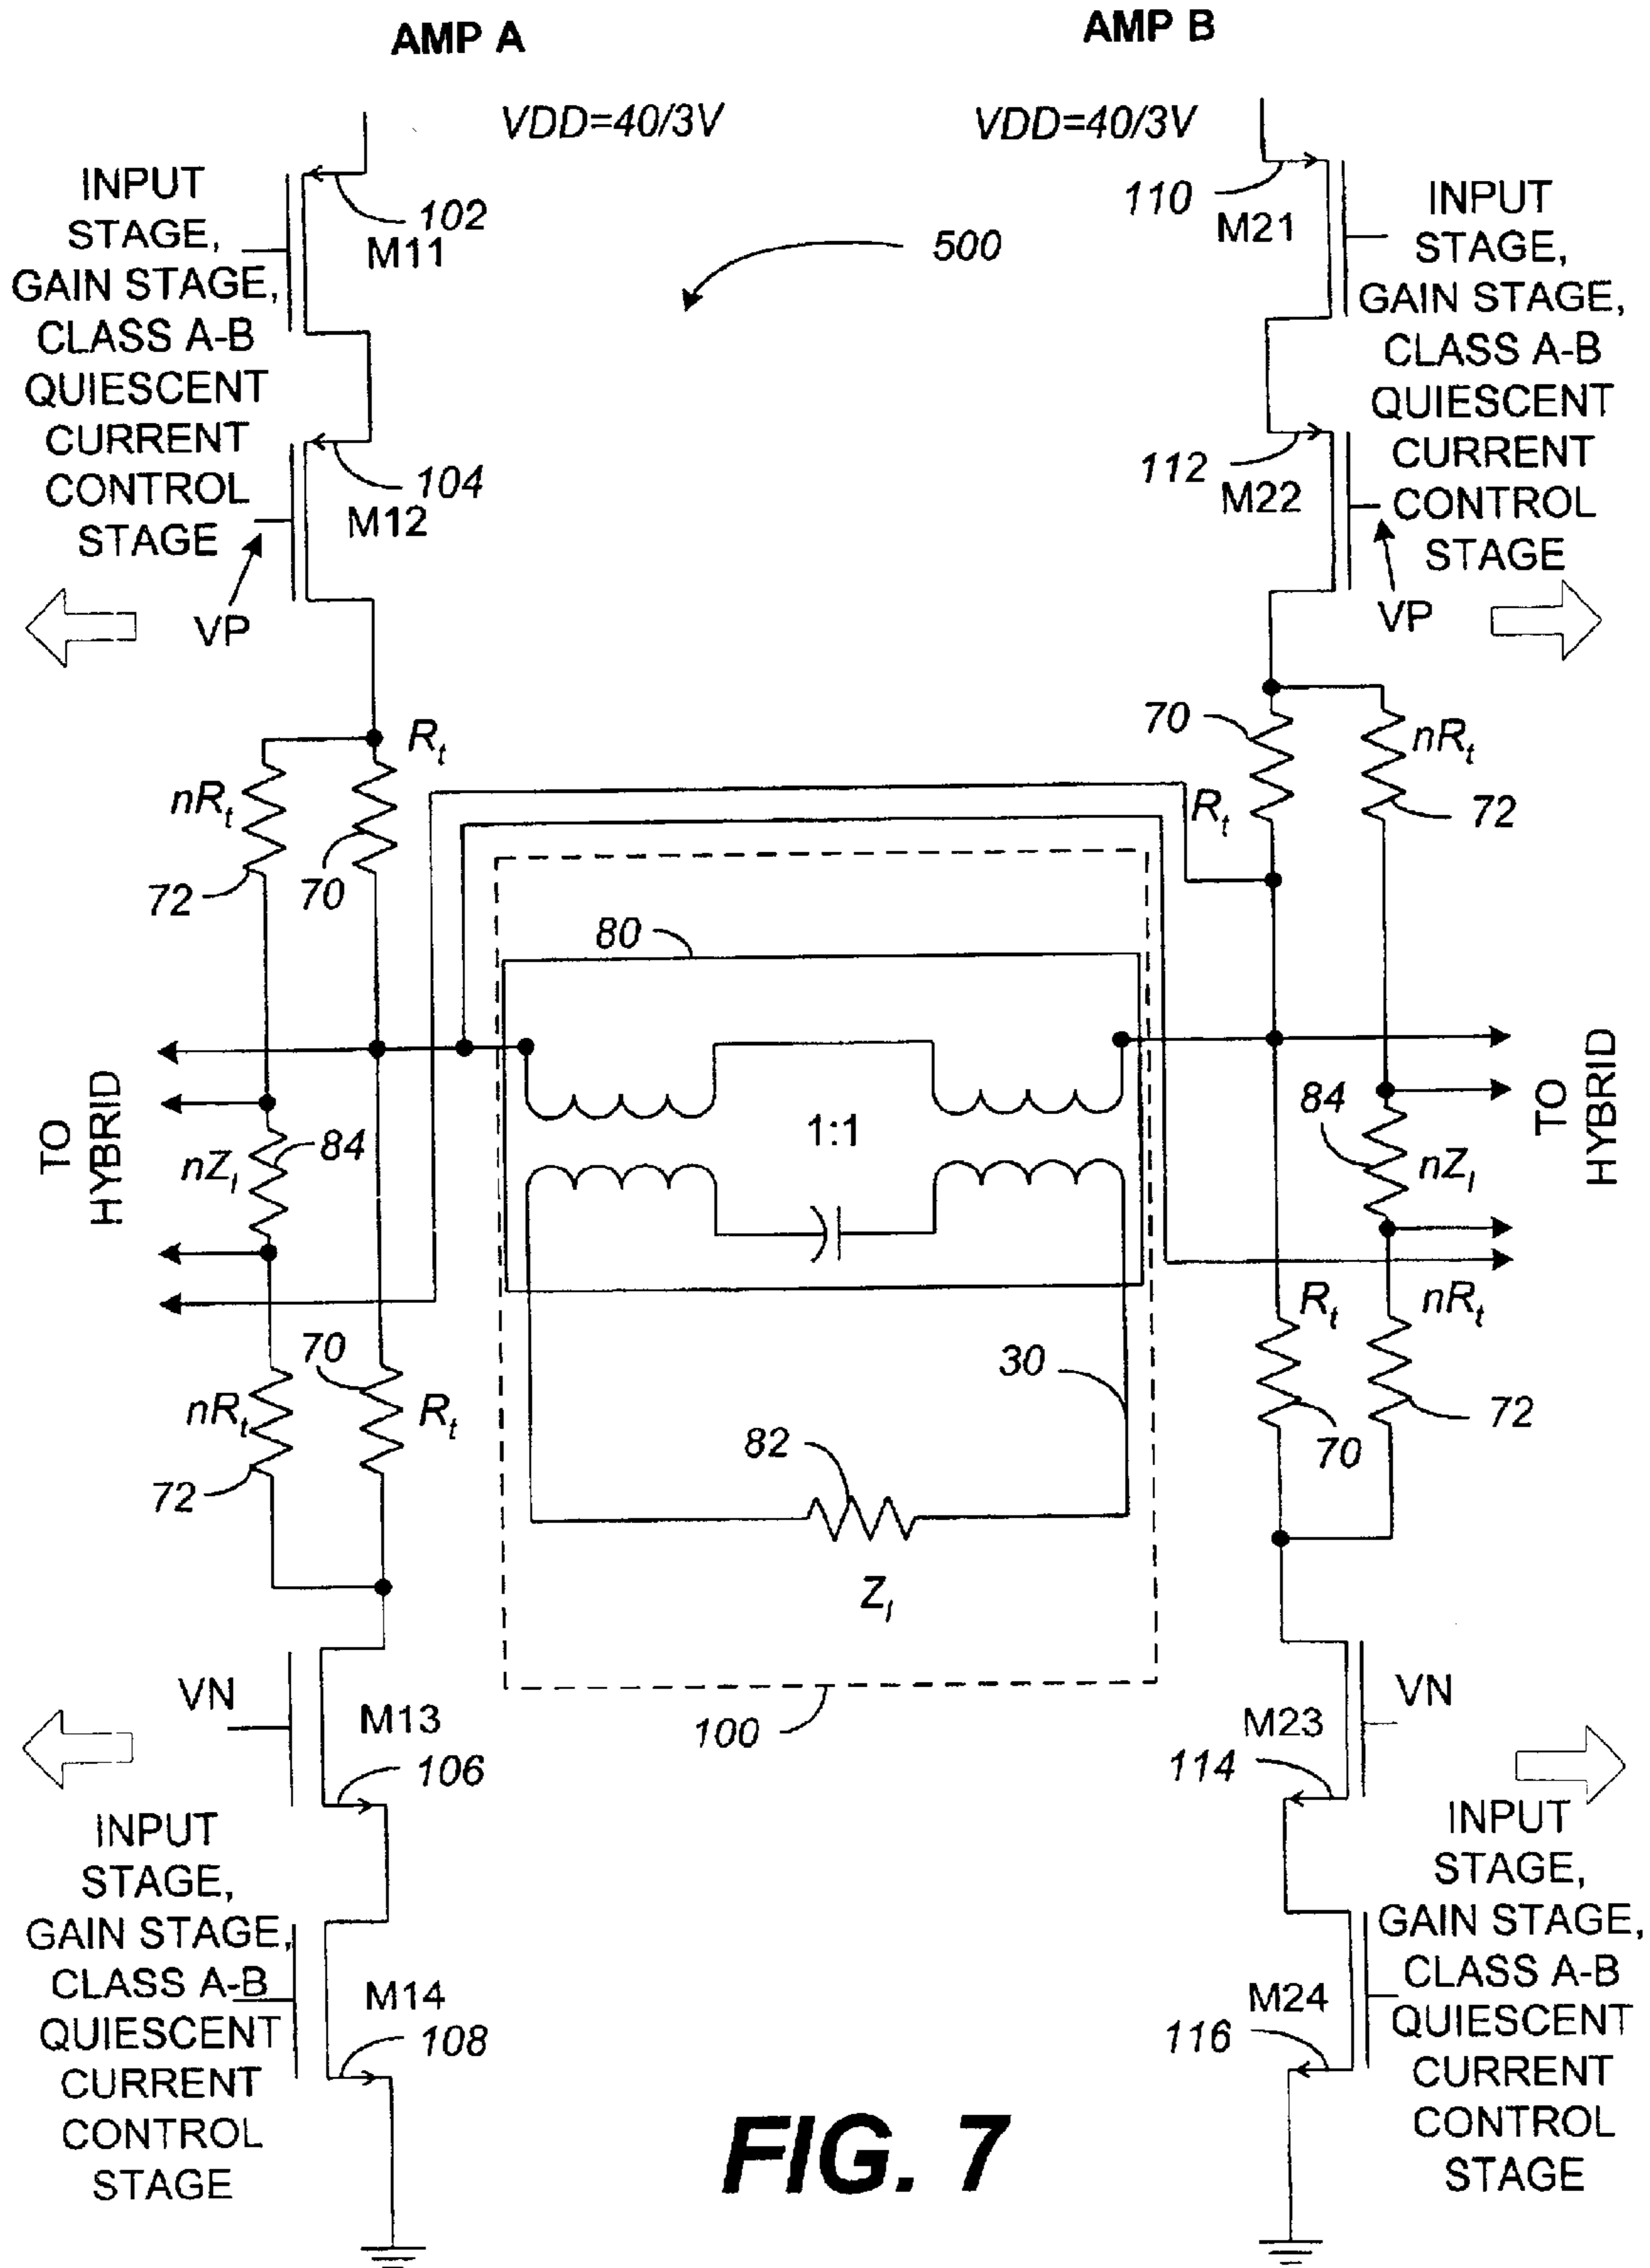 AMP A
AMP B
VDD=40/3V
VDD=40/3V
INPUT
STAGE,
GAIN STAGE,
CLASS A-B
QUIESCENT
CURRENT
CONTROL
STAGE
102
M11
500
110
M21
INPUT
STAGE,
GAIN STAGE,
CLASS A-B
QUIESCENT
CURRENT
CONTROL
STAGE
104
M12
VP
112
M22
VP
nRt
Rt
72
70
70
Rt
nRt
72
80
1:1
TO
HYBRID
nZl
84
84
nZl
TO
HYBRID
70
nRt
Rt
72
30
82
Zl
Rt
nRt
70
72
VN
M13
106
100
M23
114
VN
INPUT
STAGE,
GAIN STAGE,
CLASS A-B
QUIESCENT
CURRENT
CONTROL
STAGE
M14
108
M24
116
INPUT
STAGE,
GAIN STAGE,
CLASS A-B
QUIESCENT
CURRENT
CONTROL
STAGE
FIG. 7